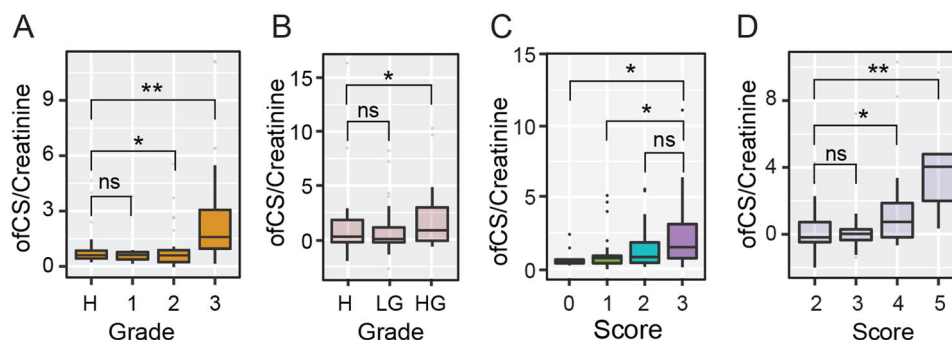 A
ofCS/Creatinine
9
6
3
0
**
*
ns
H 1 2 3
Grade
B
ofCS/Creatinine
15
10
5
0
*
ns
H LG HG
Grade
C
ofCS/Creatinine
15
10
5
0
*
*
ns
0 1 2 3
Score
D
ofCS/Creatinine
8
4
0
**
*
ns
2 3 4 5
Score